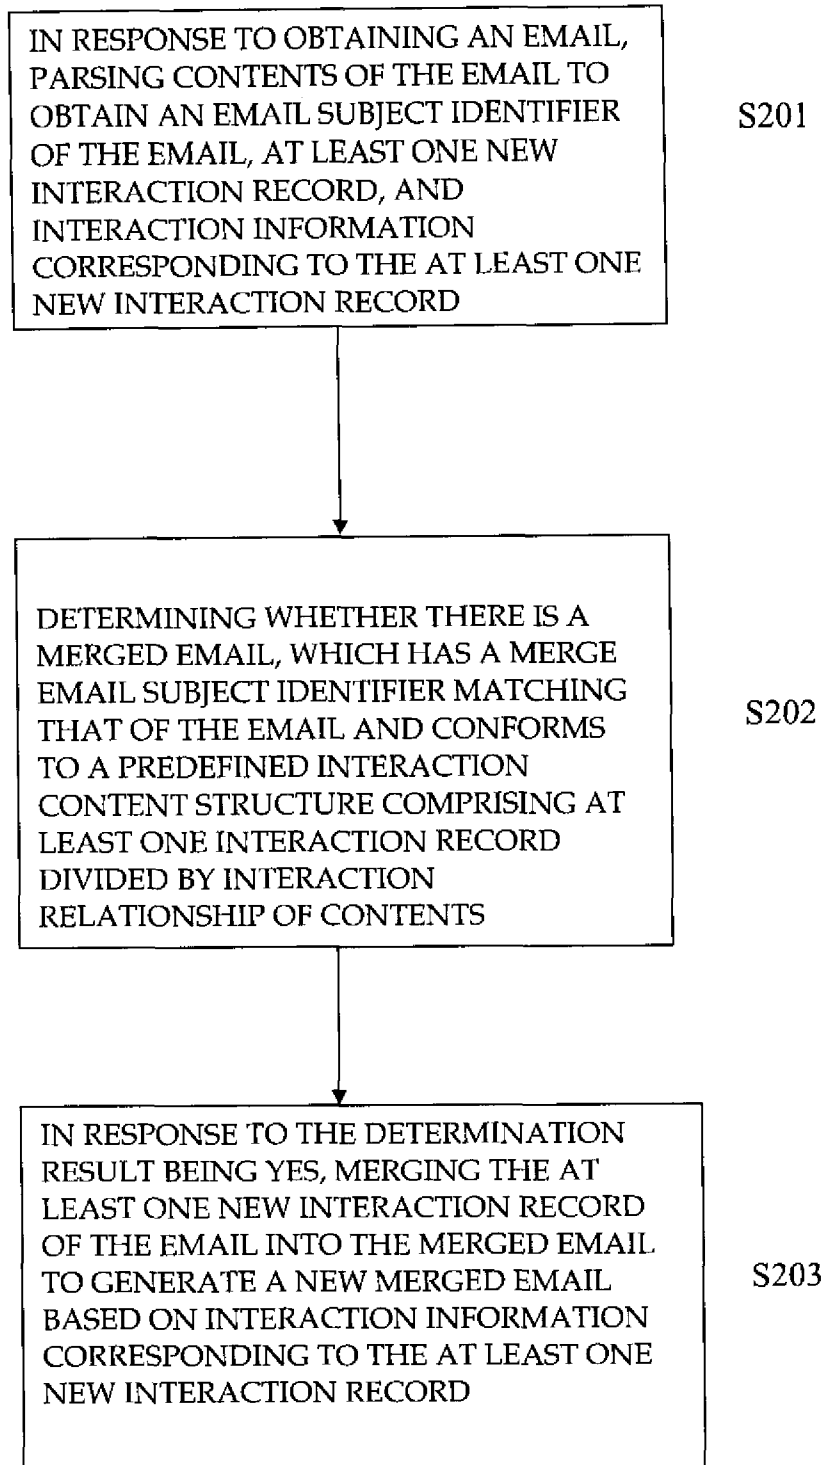 IN RESPONSE TO OBTAINING AN EMAIL,
PARSING CONTENTS OF THE EMAIL TO
OBTAIN AN EMAIL SUBJECT IDENTIFIER
OF THE EMAIL, AT LEAST ONE NEW
INTERACTION RECORD, AND
INTERACTION INFORMATION
CORRESPONDING TO THE AT LEAST ONE
NEW INTERACTION RECORD
S201
DETERMINING WHETHER THERE IS A
MERGED EMAIL, WHICH HAS A MERGE
EMAIL SUBJECT IDENTIFIER MATCHING
THAT OF THE EMAIL AND CONFORMS
TO A PREDEFINED INTERACTION
CONTENT STRUCTURE COMPRISING AT
LEAST ONE INTERACTION RECORD
DIVIDED BY INTERACTION
RELATIONSHIP OF CONTENTS
S202
IN RESPONSE TO THE DETERMINATION
RESULT BEING YES, MERGING THE AT
LEAST ONE NEW INTERACTION RECORD
OF THE EMAIL INTO THE MERGED EMAIL
TO GENERATE A NEW MERGED EMAIL
BASED ON INTERACTION INFORMATION
CORRESPONDING TO THE AT LEAST ONE
NEW INTERACTION RECORD
S203